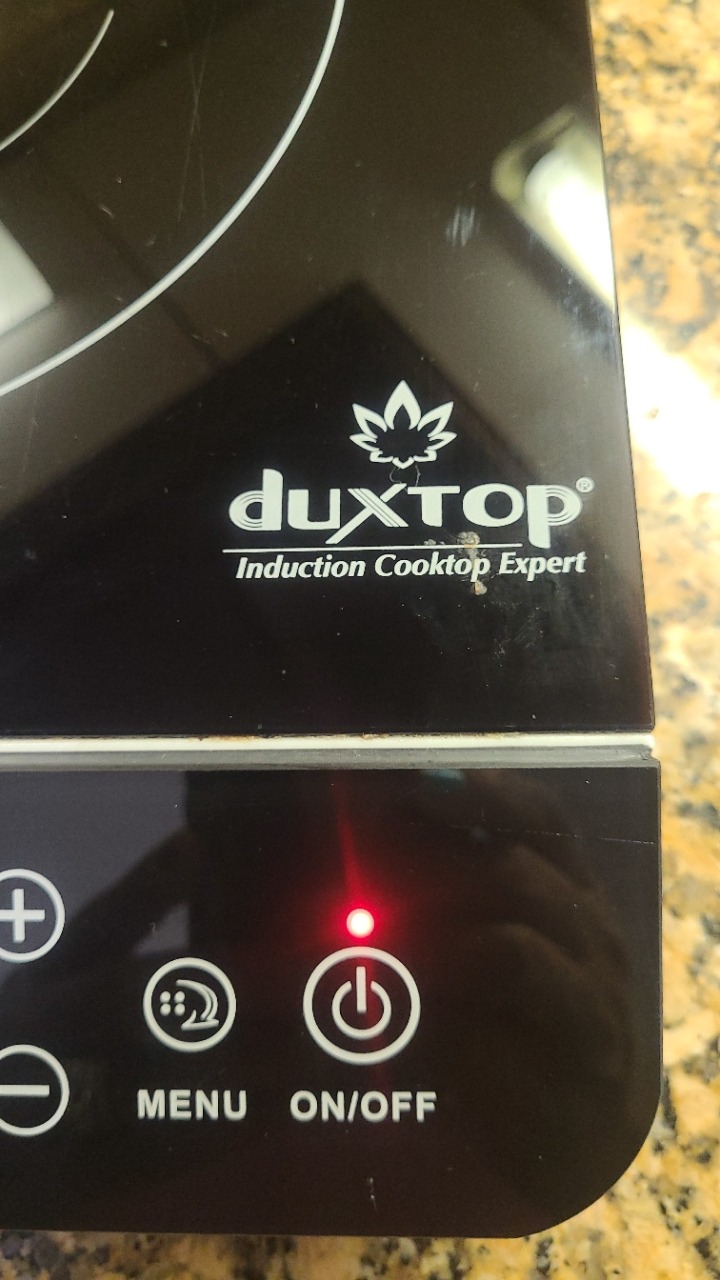 duxtop®
Induction Cooktop Expert
+
−
MENU
ON/OFF